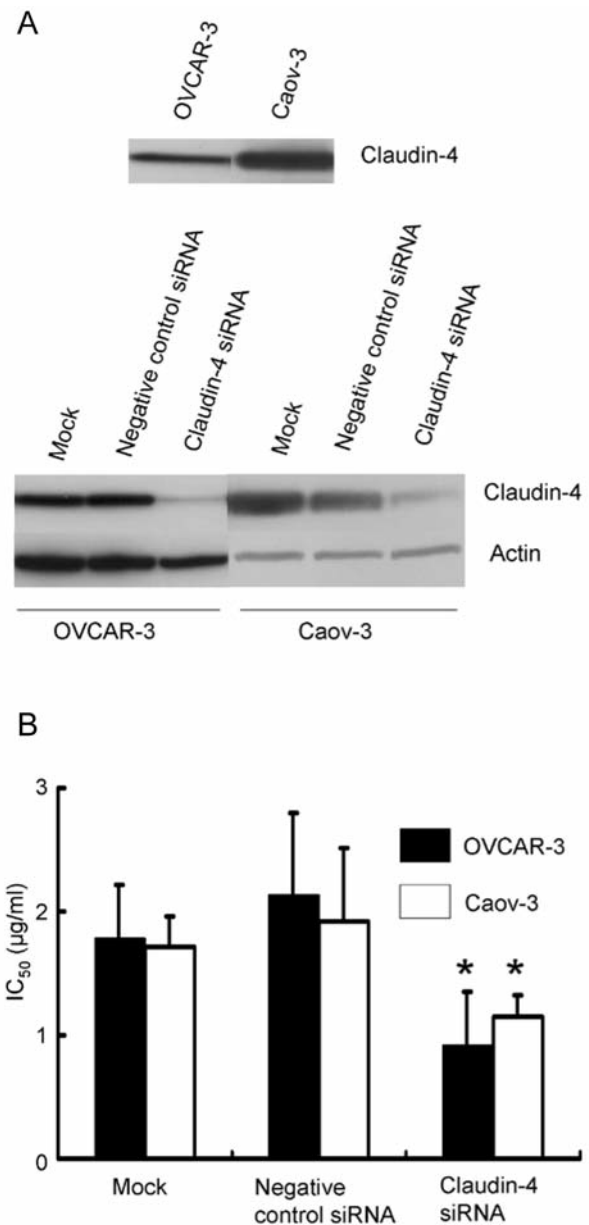 A
OVCAR-3
Caov-3
Claudin-4
Mock
Negative control siRNA
Claudin-4 siRNA
Mock
Negative control siRNA
Claudin-4 siRNA
Claudin-4
Actin
OVCAR-3
Caov-3
B
3
2
1
0
IC50 (µg/ml)
OVCAR-3
Caov-3
*
*
Mock
Negative
control siRNA
Claudin-4
siRNA